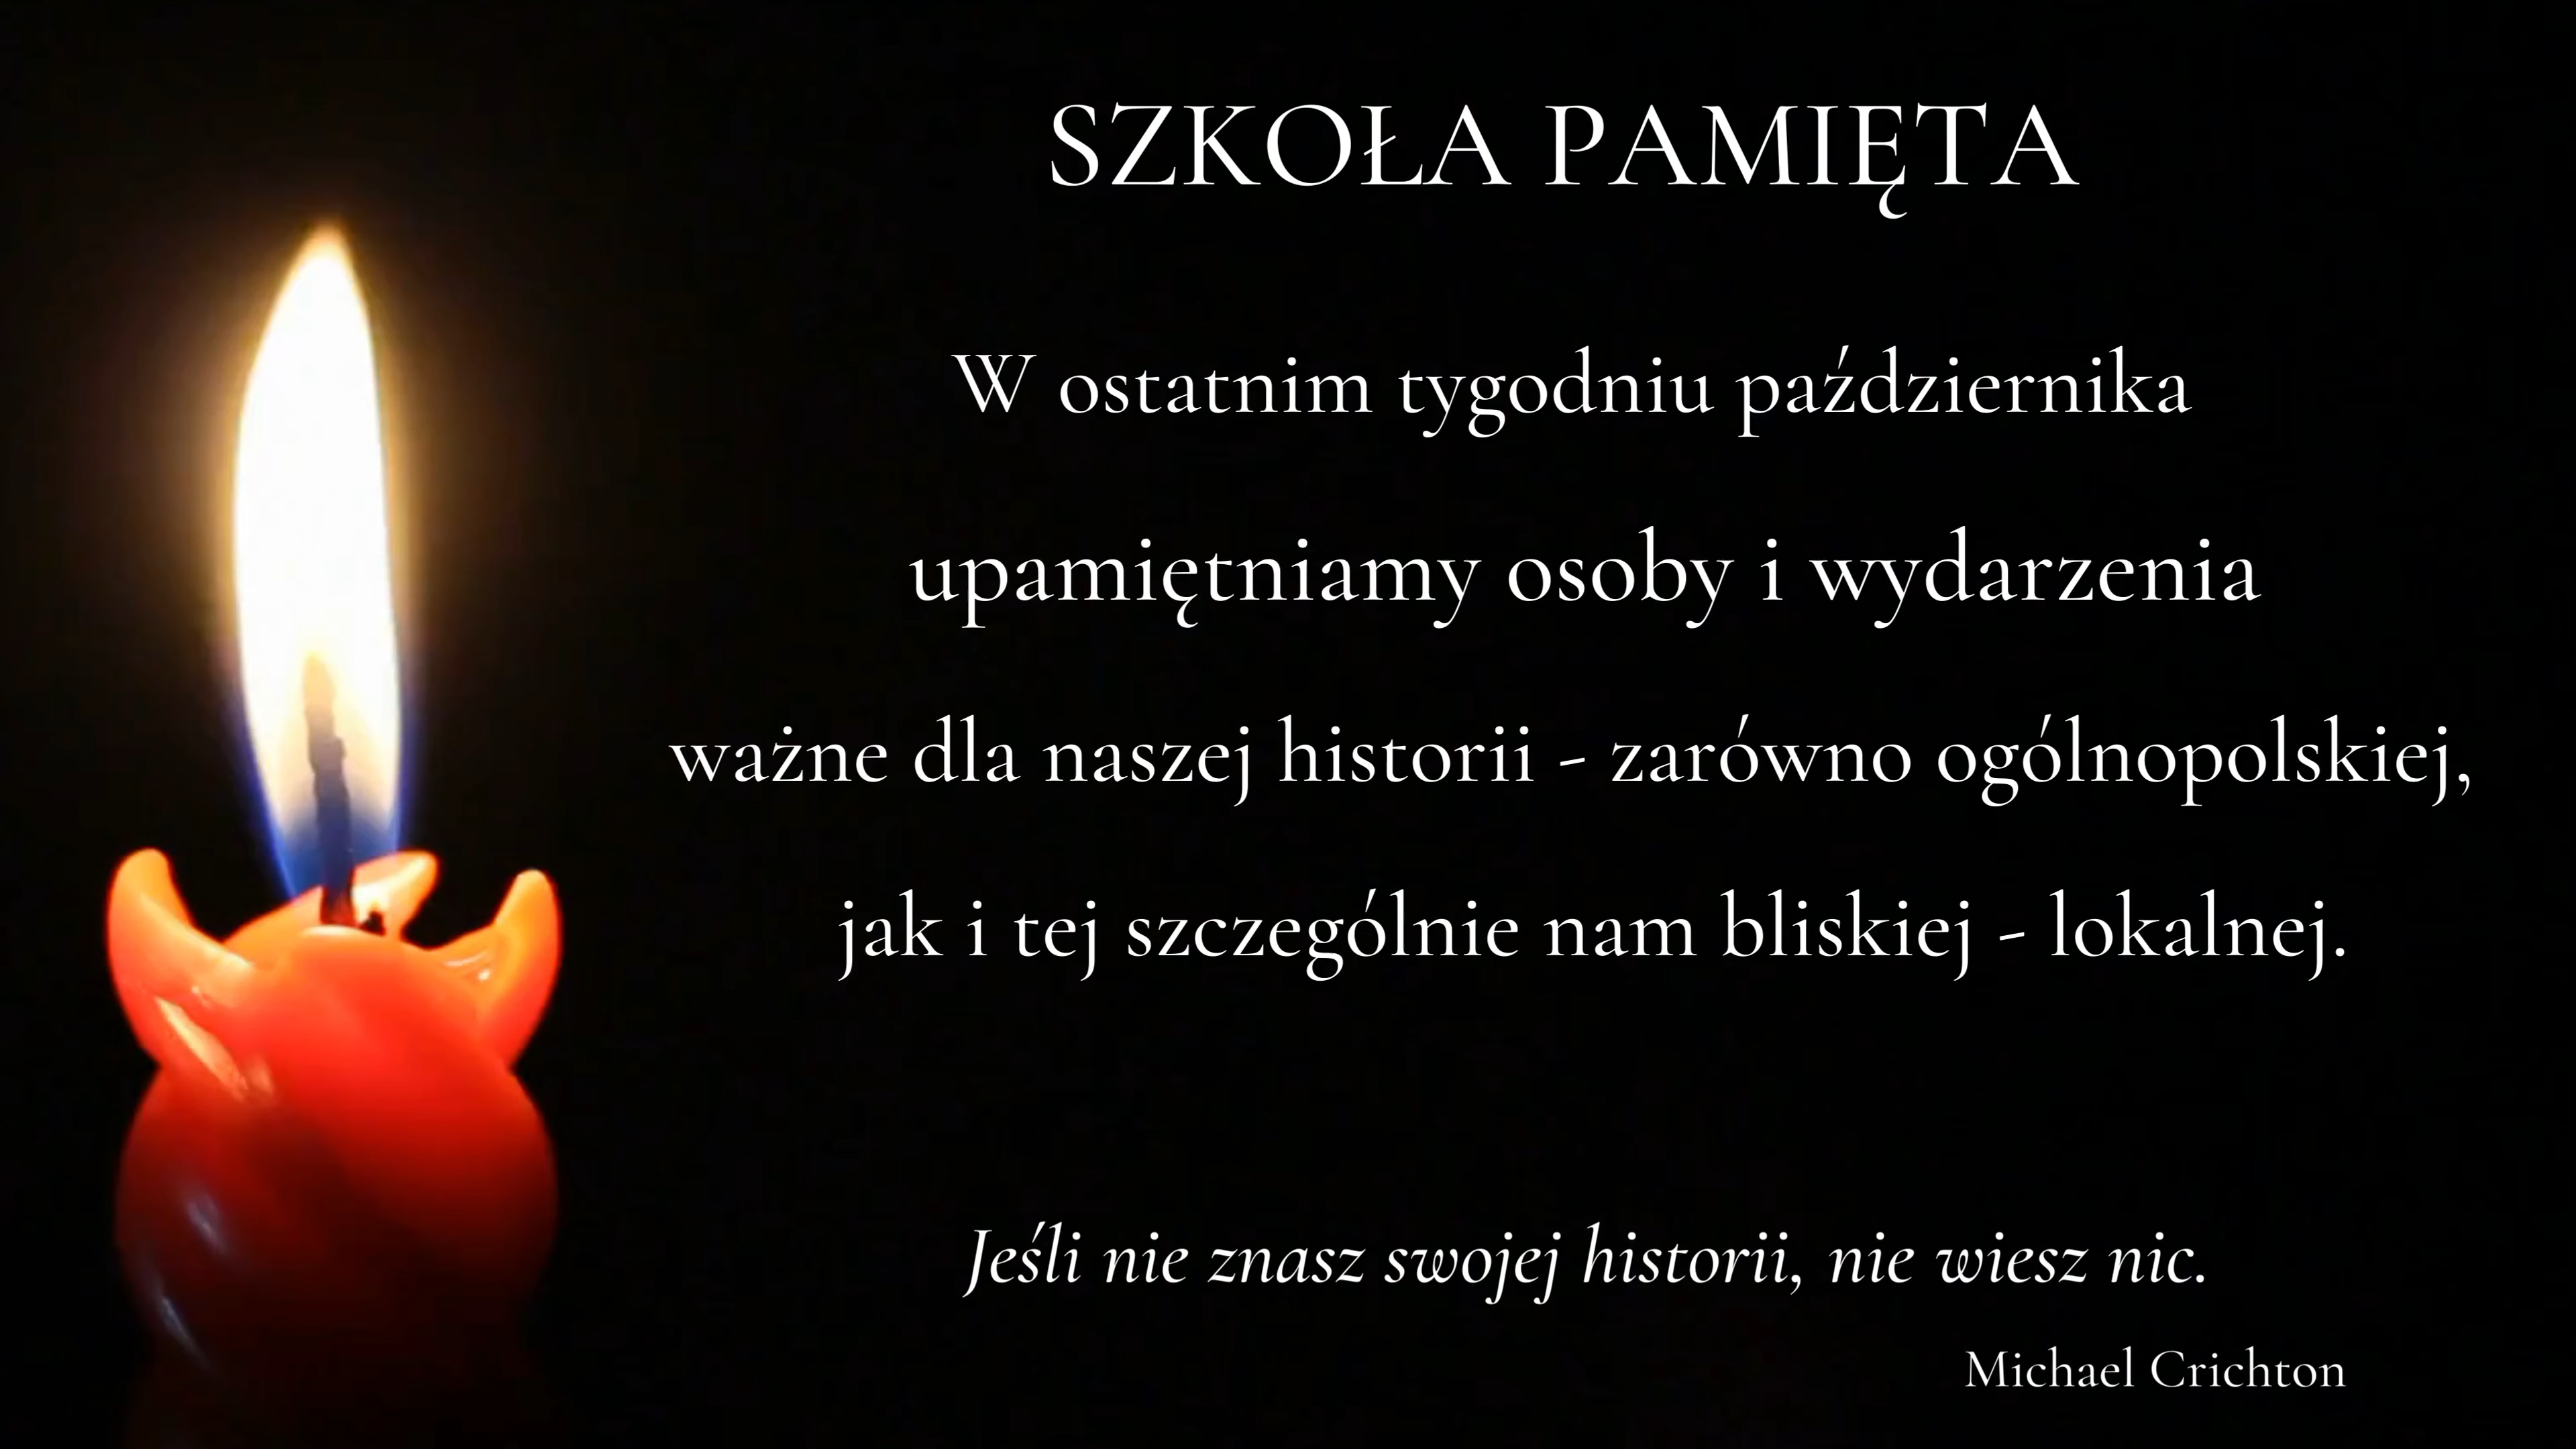 SZKOŁA PAMIĘTA
W ostatnim tygodniu października
upamiętniamy osoby i wydarzenia
ważne dla naszej historii - zarówno ogólnopolskiej,
jak i tej szczególnie nam bliskiej - lokalnej.
Jeśli nie znasz swojej historii, nie wiesz nic.
Michael Crichton